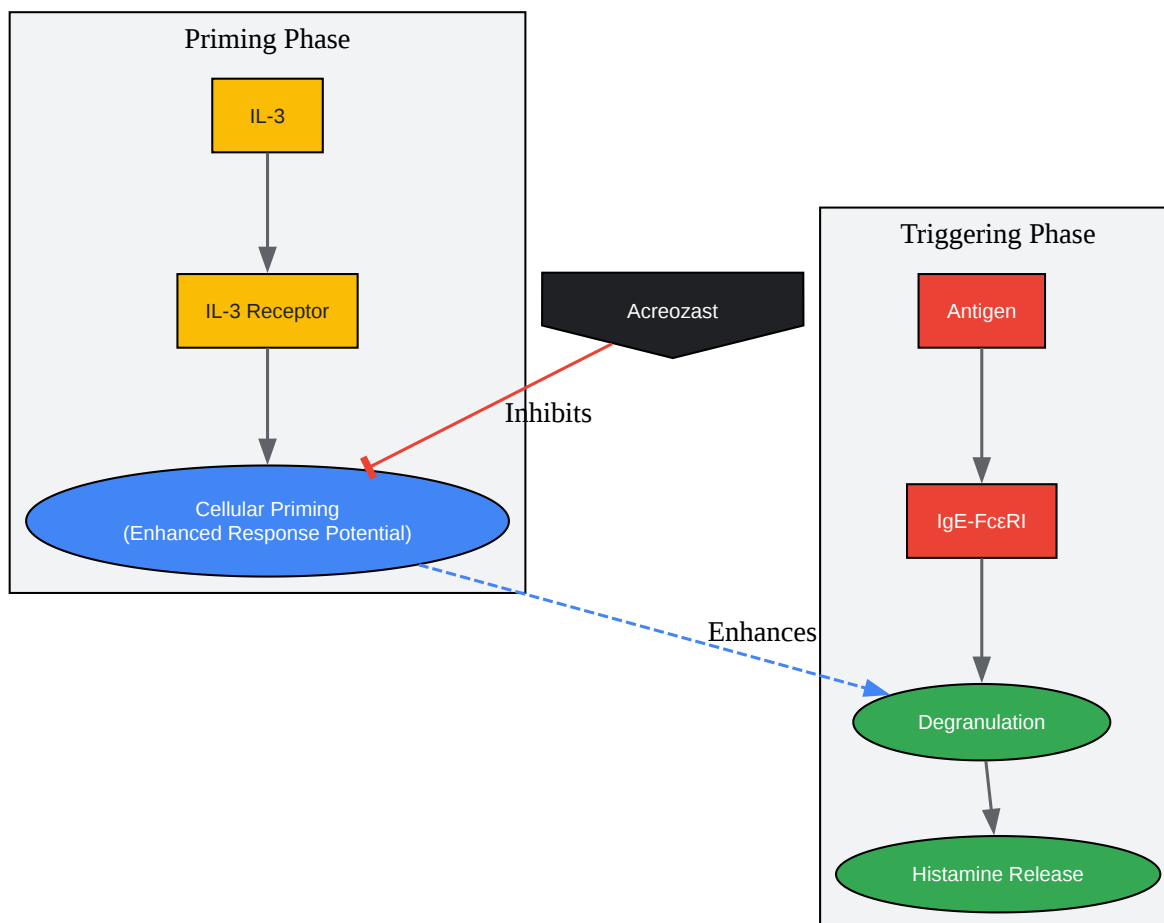 Priming Phase
IL-3
IL-3 Receptor
Cellular Priming
(Enhanced Response Potential)
Acreozast
Inhibits
Enhances
Triggering Phase
Antigen
IgE-FcεRI
Degranulation
Histamine Release